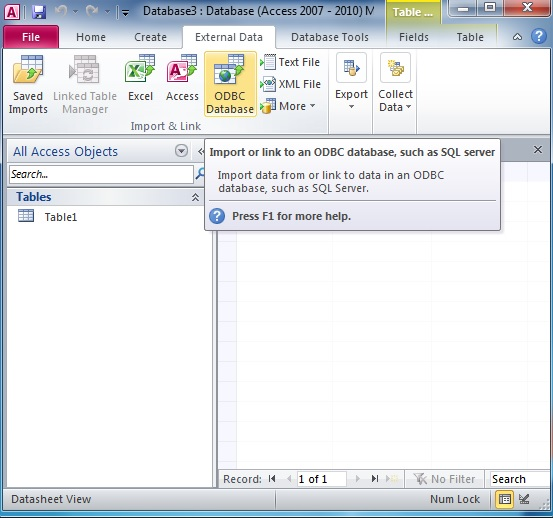 Database3 : Database (Access 2007 - 2010) M
Table ...
File
Home
Create
External Data
Database Tools
Fields
Table
Saved
Imports
Linked Table
Manager
Excel
Access
ODBC
Database
Text File
XML File
More
Export
Collect
Data
Import & Link
All Access Objects
Search...
Tables
Table1
Import or link to an ODBC database, such as SQL server
Import data from or link to data in an ODBC
database, such as SQL Server.
Press F1 for more help.
Record:
1 of 1
No Filter
Search
Datasheet View
Num Lock